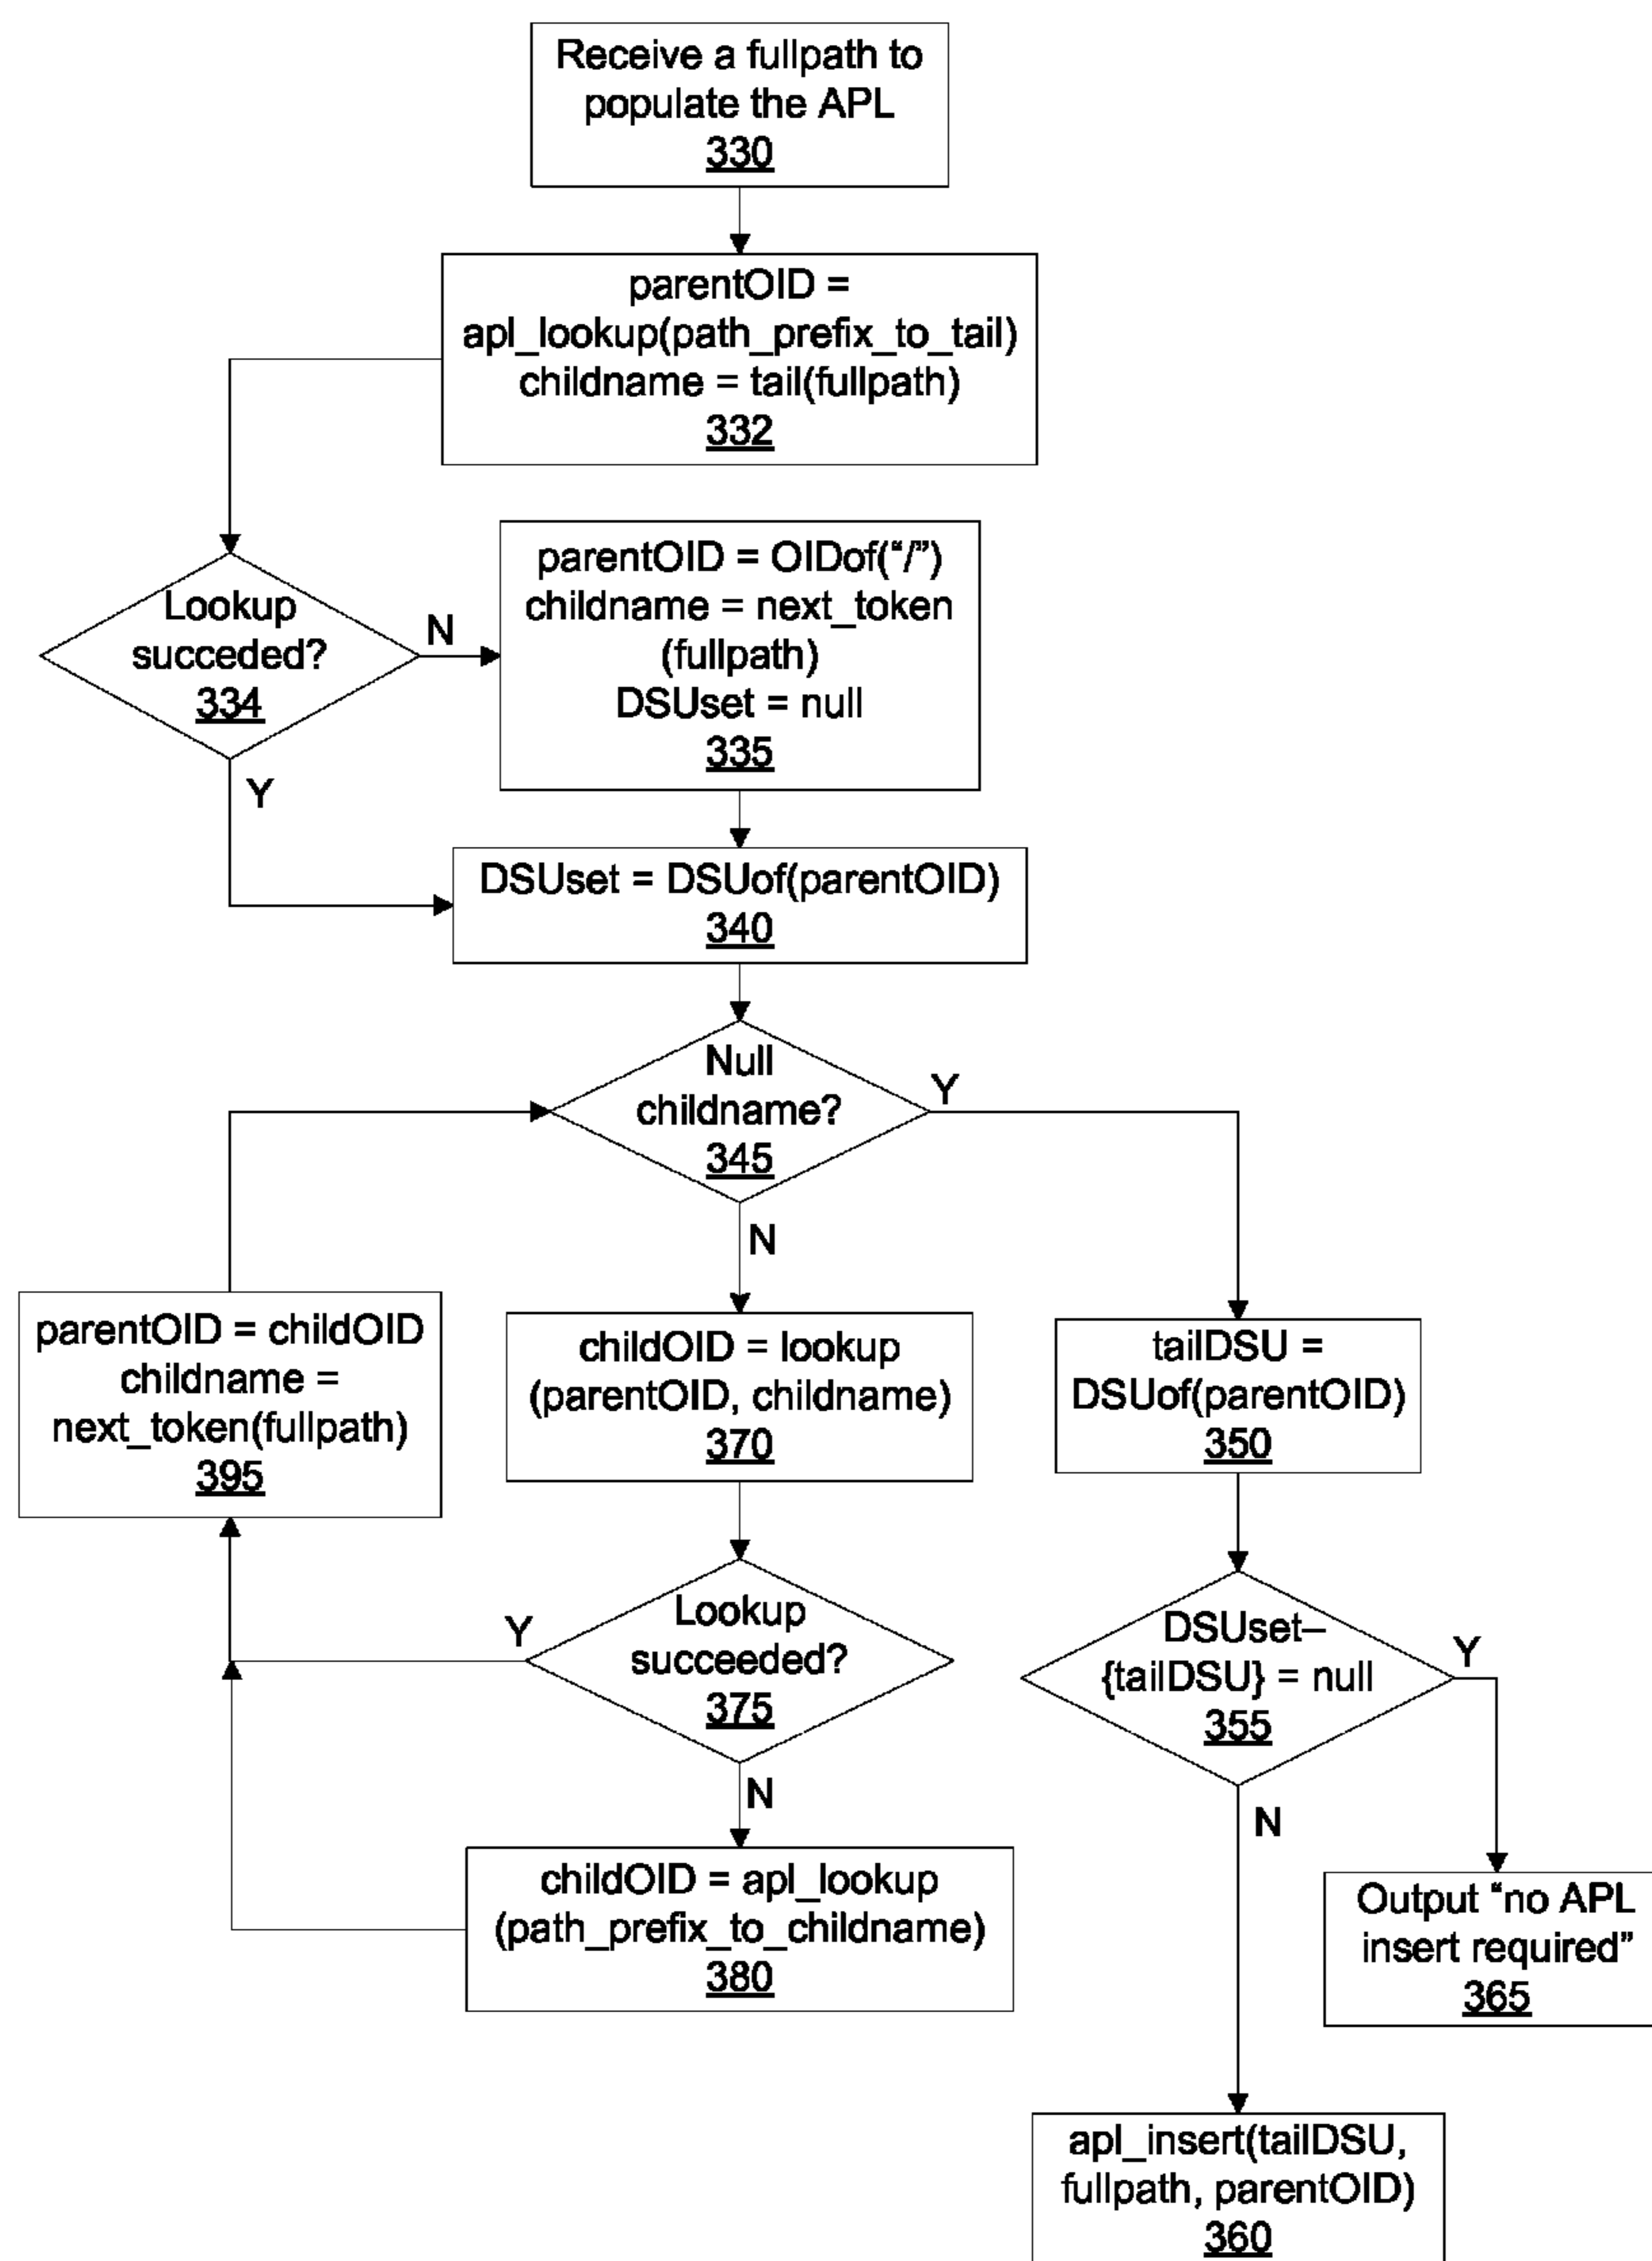 Receive a fullpath to
populate the APL
330
parentOID =
apl_lookup(path_prefix_to_tail)
childname = tail(fullpath)
332
Lookup
succeded?
334
N
Y
parentOID = OIDof(“/”)
childname = next_token
(fullpath)
DSUset = null
335
DSUset = DSUof(parentOID)
340
Null
childname?
345
Y
N
parentOID = childOID
childname =
next_token(fullpath)
395
childOID = lookup
(parentOID, childname)
370
tailDSU =
DSUof(parentOID)
350
Lookup
succeeded?
375
Y
N
DSUset–
{tailDSU} = null
355
Y
N
childOID = apl_lookup
(path_prefix_to_childname)
380
Output “no APL
insert required”
365
apl_insert(tailDSU,
fullpath, parentOID)
360